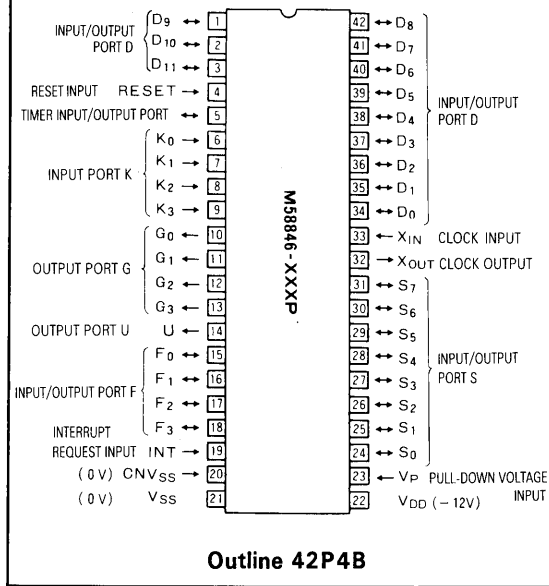 INPUT/OUTPUT
PORT D
D9 ↔ 1
D10 ↔ 2
D11 ↔ 3
RESET INPUT RESET → 4
TIMER INPUT/OUTPUT PORT ↔ 5
INPUT PORT K
K0 → 6
K1 → 7
K2 → 8
K3 → 9
OUTPUT PORT G
G0 ← 10
G1 ← 11
G2 ← 12
G3 ← 13
OUTPUT PORT U U ← 14
INPUT/OUTPUT PORT F
F0 ↔ 15
F1 ↔ 16
F2 ↔ 17
F3 ↔ 18
INTERRUPT
REQUEST INPUT INT → 19
(0V) CNVSS → 20
(0V) VSS 21
M58846-XXXP
42 ↔ D8
41 ↔ D7
40 ↔ D6
39 ↔ D5
38 ↔ D4
37 ↔ D3
36 ↔ D2
35 ↔ D1
34 ↔ D0
INPUT/OUTPUT
PORT D
33 ← XIN CLOCK INPUT
32 → XOUT CLOCK OUTPUT
31 ↔ S7
30 ↔ S6
29 ↔ S5
28 ↔ S4
27 ↔ S3
26 ↔ S2
25 ↔ S1
24 ↔ S0
INPUT/OUTPUT
PORT S
23 ← VP PULL-DOWN VOLTAGE
INPUT
22 VDD (−12V)
Outline 42P4B